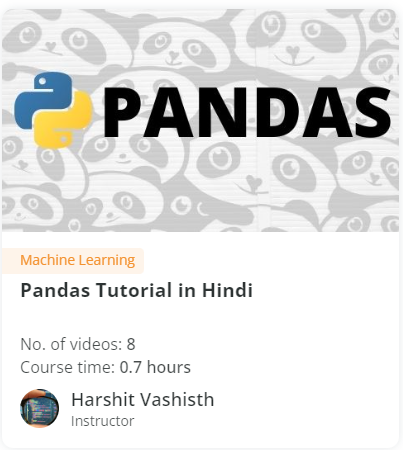 PANDAS
Machine Learning
Pandas Tutorial in Hindi
No. of videos: 8
Course time: 0.7 hours
Harshit Vashisth
Instructor